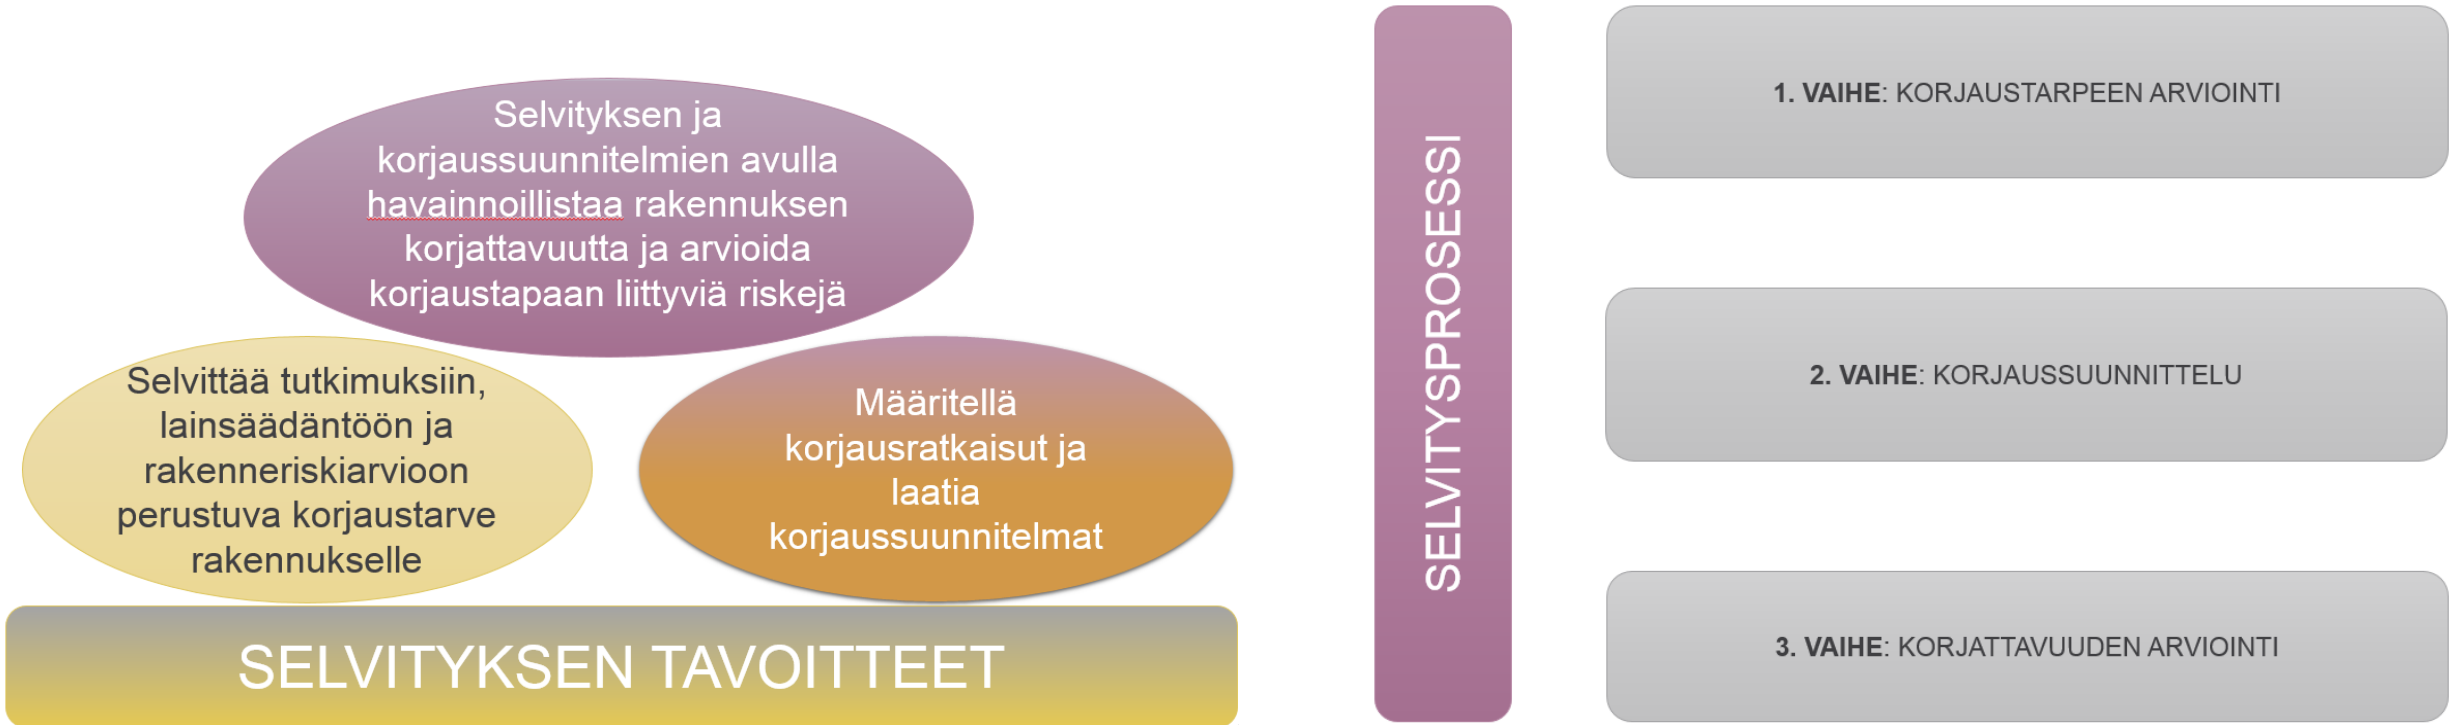 Selvityksen ja
korjaussuunnitelmien avulla
havainnoillistaa rakennuksen
korjattavuutta ja arvioida
korjaustapaan liittyviä riskejä
Selvittää tutkimuksiin,
lainsäädäntöön ja
rakenneriskiarvioon
perustuva korjaustarve
rakennukselle
Määritellä
korjausratkaisut ja
laatia
korjaussuunnitelmat
SELVITYKSEN TAVOITTEET
SELVITYSPROSESSI
1. VAIHE: KORJAUSTARPEEN ARVIOINTI
2. VAIHE: KORJAUSSUUNNITTELU
3. VAIHE: KORJATTAVUUDEN ARVIOINTI